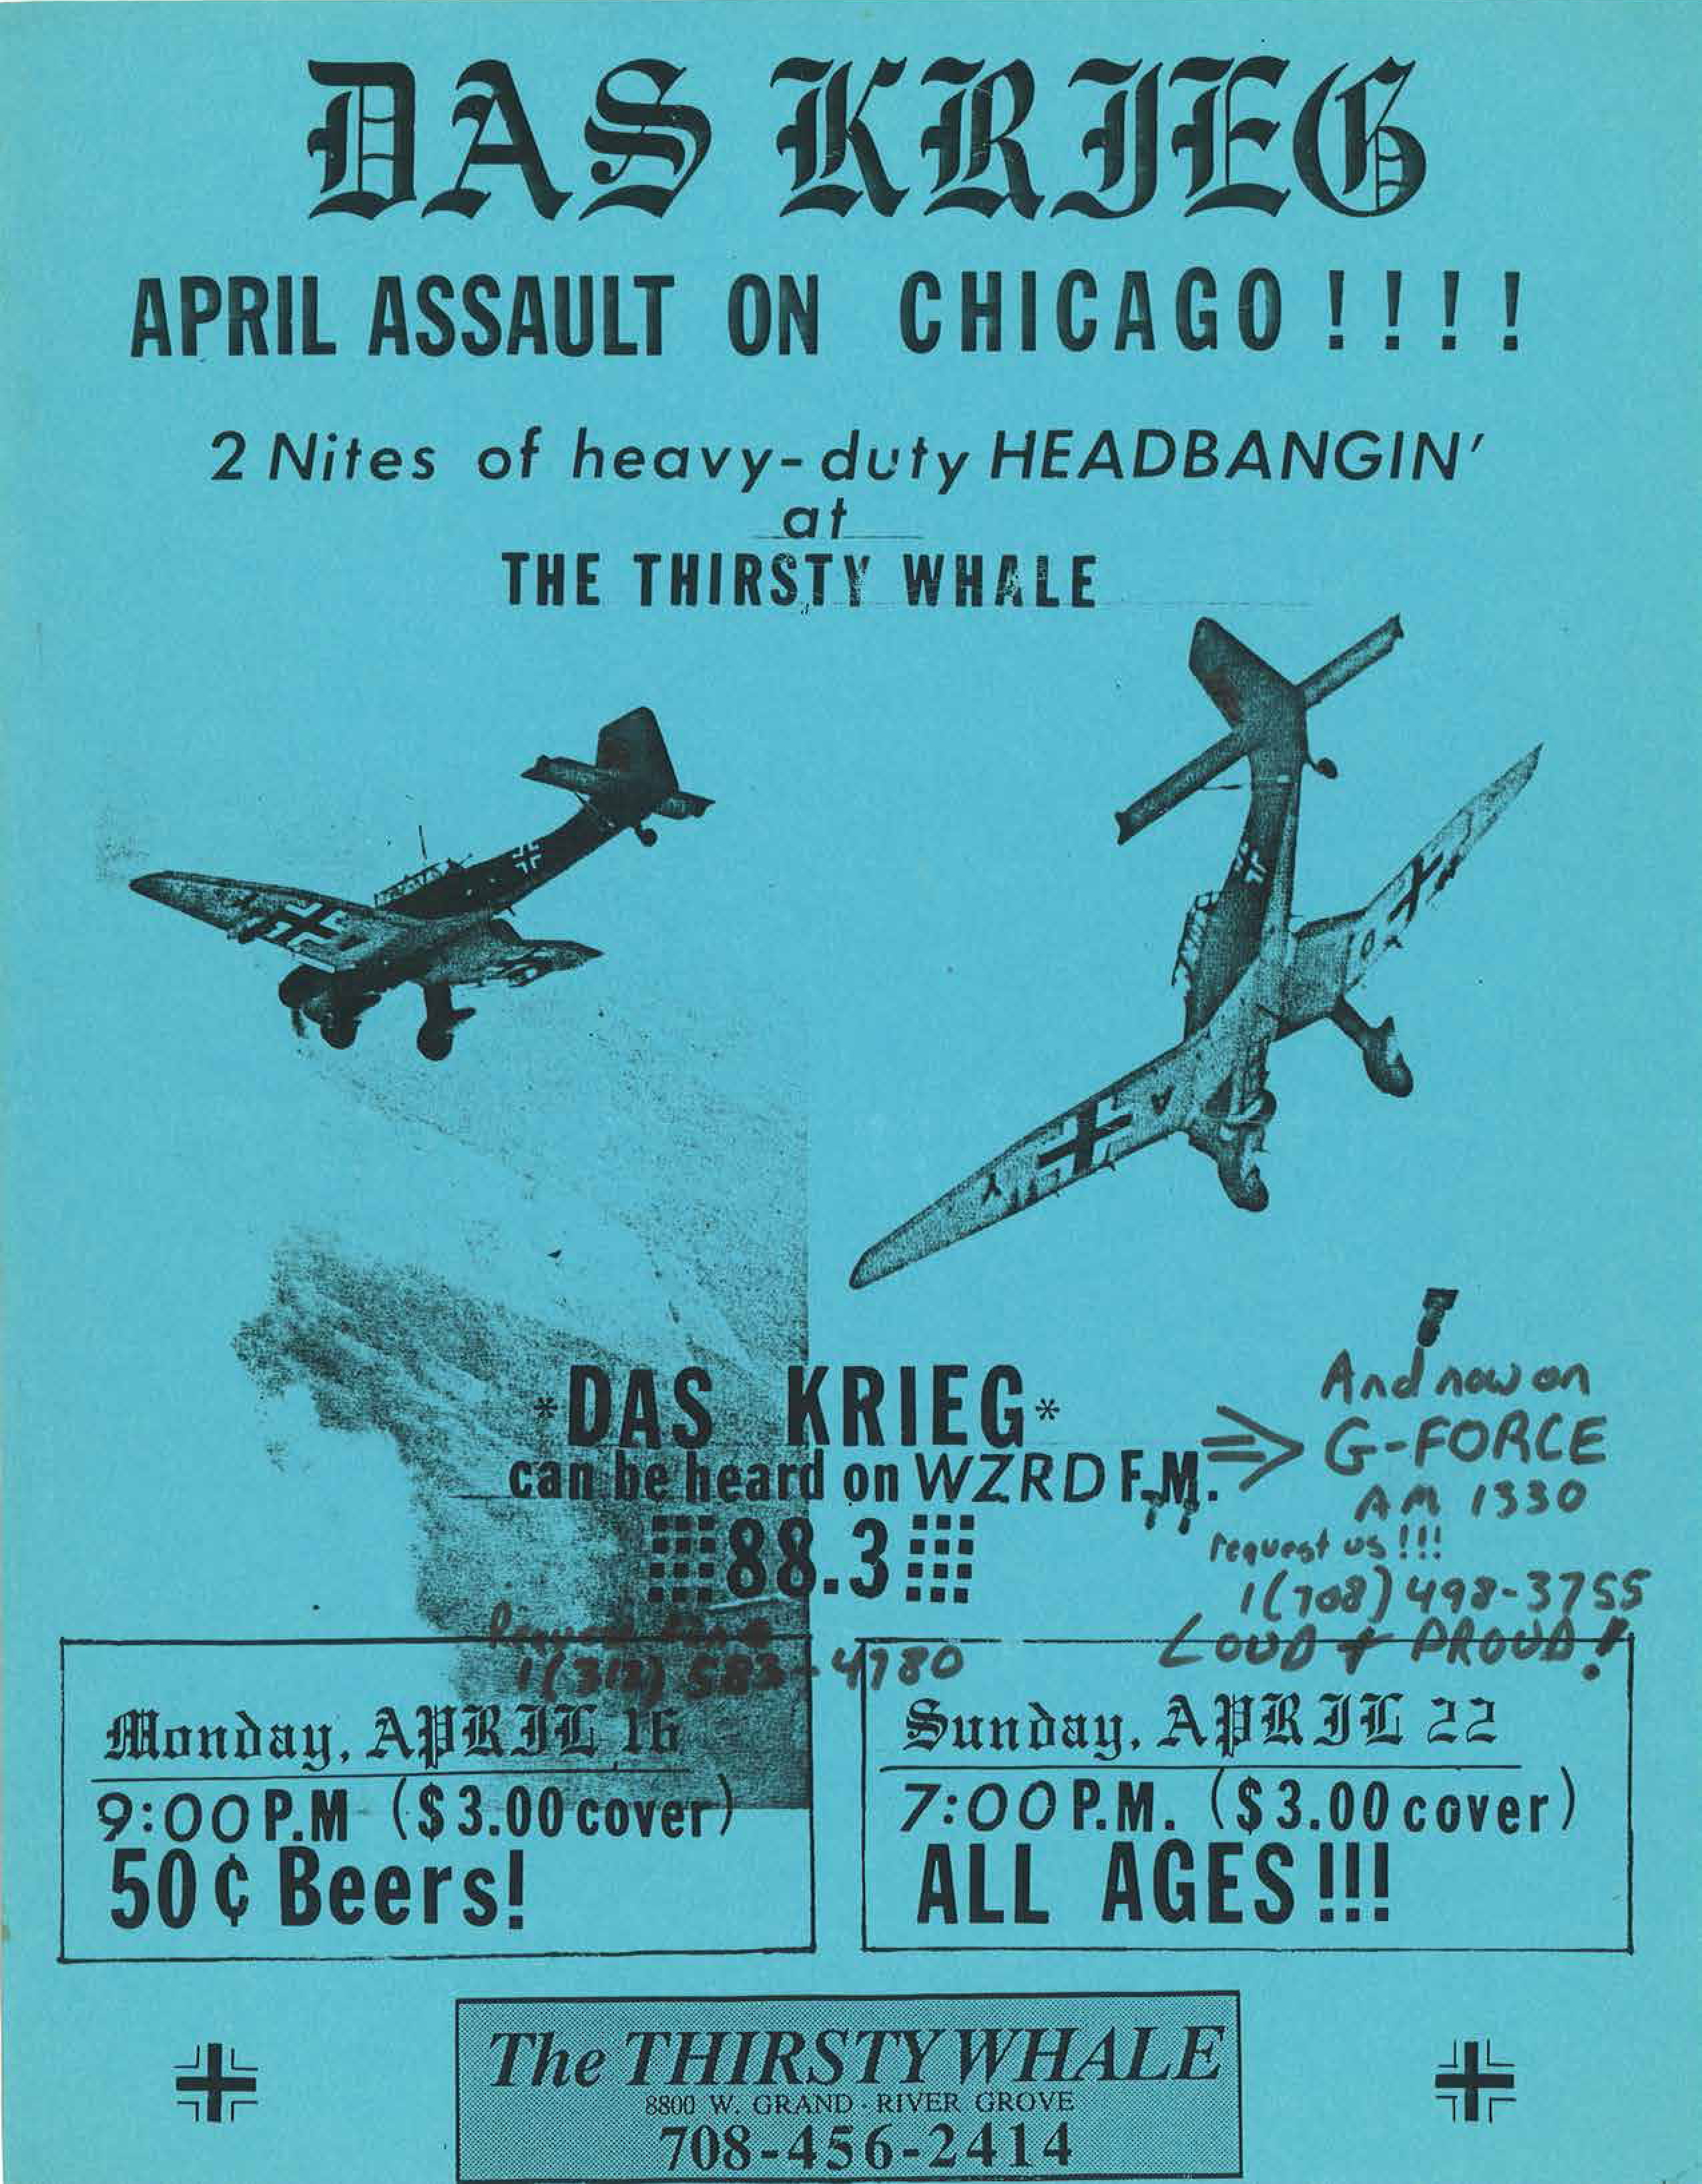 DAS KRIEG
APRIL ASSAULT ON CHICAGO !!!!
2 Nites of heavy-duty HEADBANGIN'
at
THE THIRSTY WHALE
*DAS KRIEG*
can be heard on WZRD F.M.
88.3
Request Line
1(312) 583-4780
And now on
⇒ G-FORCE
AM 1330
request us!!!
1(708) 498-3755
LOUD + PROUD!
Monday, APRIL 16
9:00 P.M ($3.00 cover)
50¢ Beers!
Sunday, APRIL 22
7:00 P.M. ($3.00 cover)
ALL AGES!!!
The THIRSTY WHALE
8800 W. GRAND · RIVER GROVE
708-456-2414